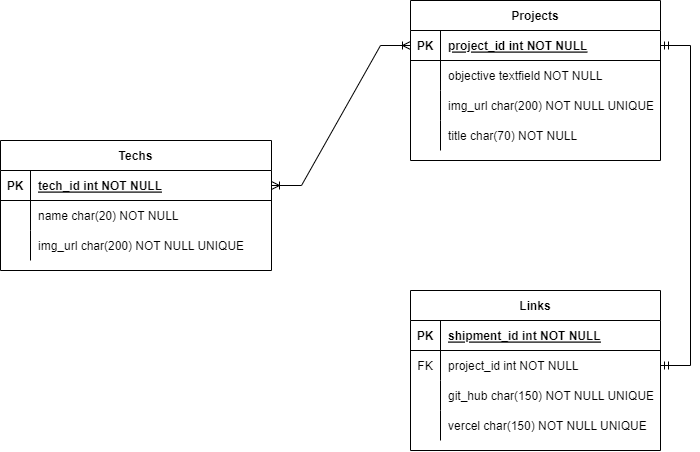 Projects
PK project_id int NOT NULL
objective textfield NOT NULL
img_url char(200) NOT NULL UNIQUE
title char(70) NOT NULL
Techs
PK tech_id int NOT NULL
name char(20) NOT NULL
img_url char(200) NOT NULL UNIQUE
Links
PK shipment_id int NOT NULL
FK project_id int NOT NULL
git_hub char(150) NOT NULL UNIQUE
vercel char(150) NOT NULL UNIQUE